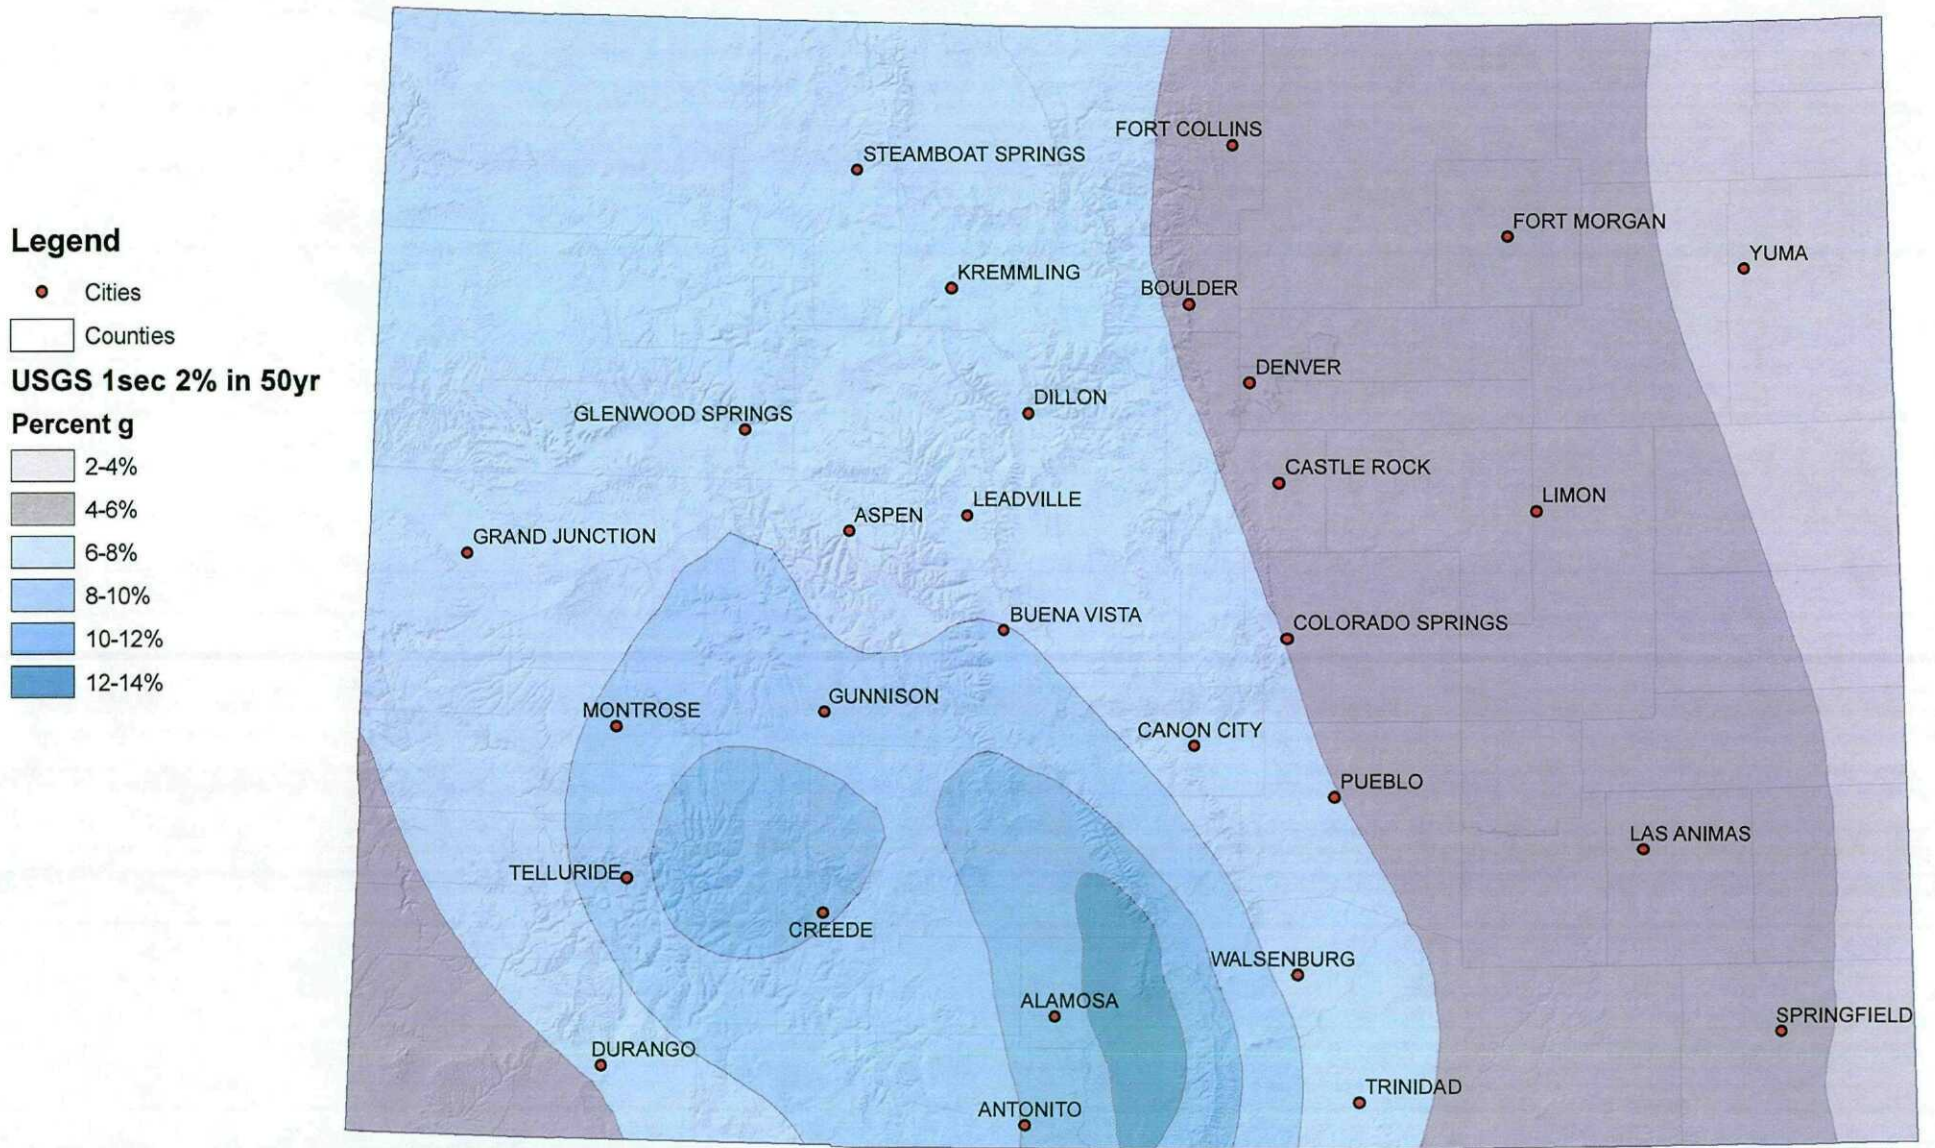 Legend
Cities
Counties
USGS 1sec 2% in 50yr
Percent g
2-4%
4-6%
6-8%
8-10%
10-12%
12-14%
FORT COLLINS
STEAMBOAT SPRINGS
FORT MORGAN
YUMA
KREMMLING
BOULDER
DENVER
DILLON
GLENWOOD SPRINGS
CASTLE ROCK
LIMON
LEADVILLE
ASPEN
GRAND JUNCTION
BUENA VISTA
COLORADO SPRINGS
GUNNISON
MONTROSE
CANON CITY
PUEBLO
LAS ANIMAS
TELLURIDE
CREEDE
WALSENBURG
ALAMOSA
SPRINGFIELD
DURANGO
TRINIDAD
ANTONITO